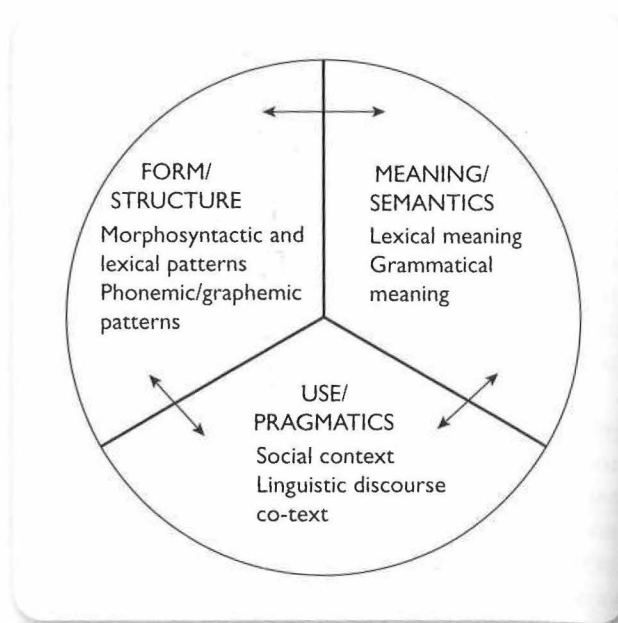 FORM/
STRUCTURE
Morphosyntactic and
lexical patterns
Phonemic/graphemic
patterns
MEANING/
SEMANTICS
Lexical meaning
Grammatical
meaning
USE/
PRAGMATICS
Social context
Linguistic discourse
co-text